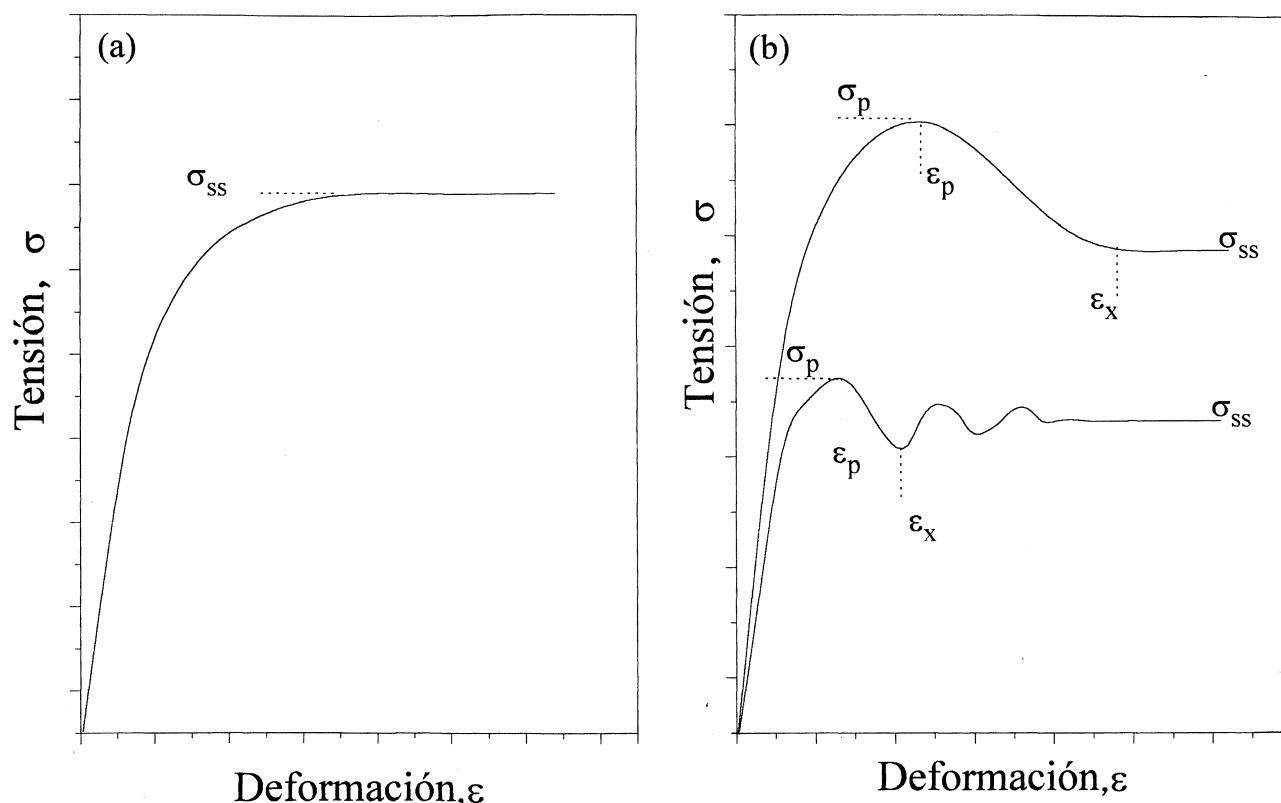 (a)
σss
Tensión, σ
Deformación,ε
(b)
σp
εp
σss
εx
σp
σss
εp
εx
Tensión, σ
Deformación,ε